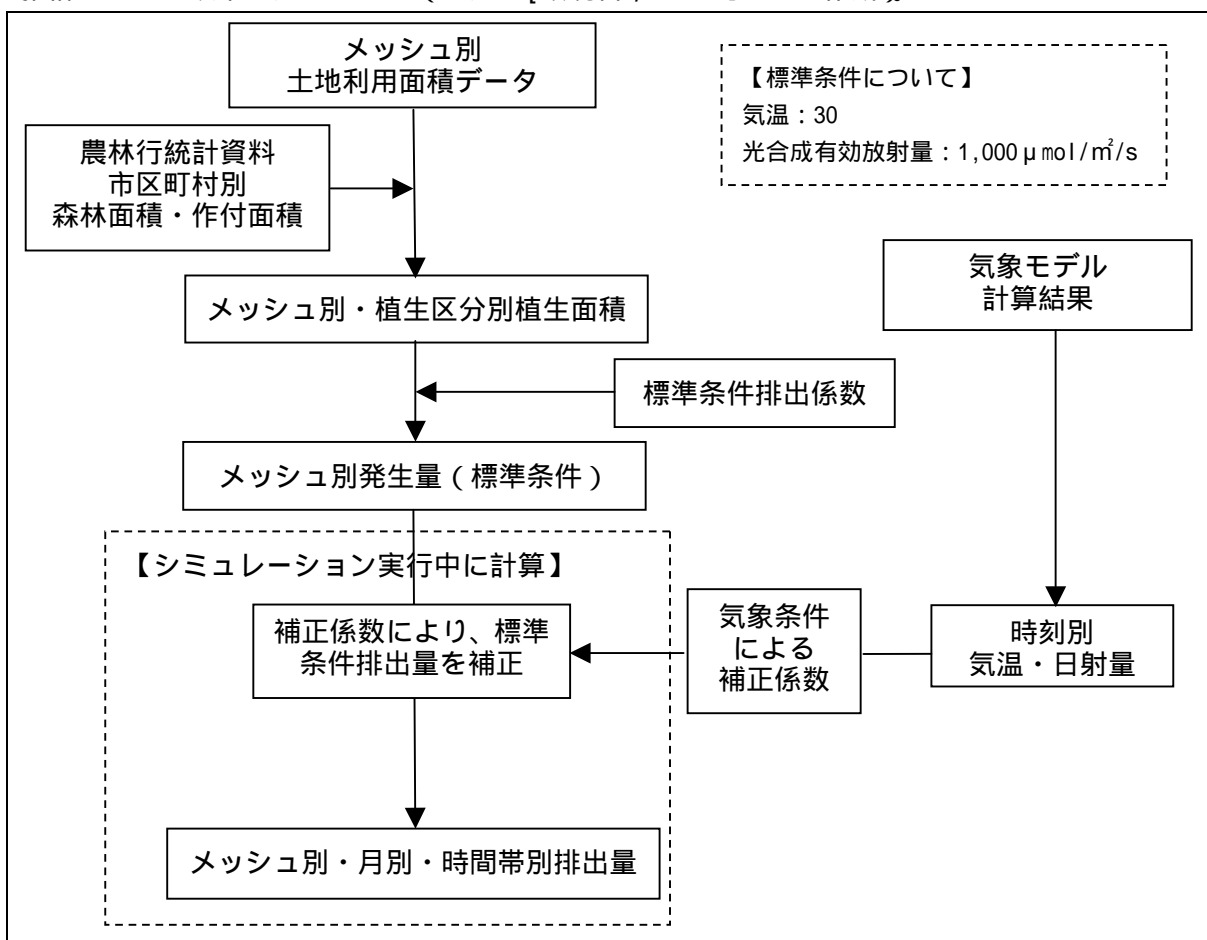 メッシュ別
土地利用面積データ
【標準条件について】
気温：30
光合成有効放射量：1,000μmol/㎡/s
農林行統計資料
市区町村別
森林面積・作付面積
気象モデル
計算結果
メッシュ別・植生区分別植生面積
標準条件排出係数
メッシュ別発生量（標準条件）
【シミュレーション実行中に計算】
補正係数により、標準
条件排出量を補正
気象条件
による
補正係数
時刻別
気温・日射量
メッシュ別・月別・時間帯別排出量